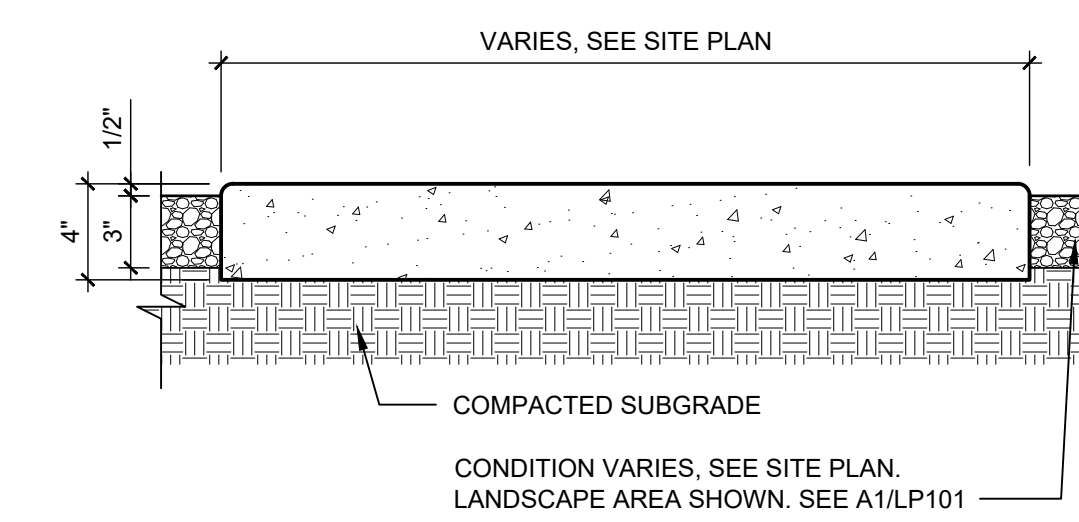 VARIES, SEE SITE PLAN
1/2"
4"
3"
COMPACTED SUBGRADE
CONDITION VARIES, SEE SITE PLAN.
LANDSCAPE AREA SHOWN. SEE A1/LP101